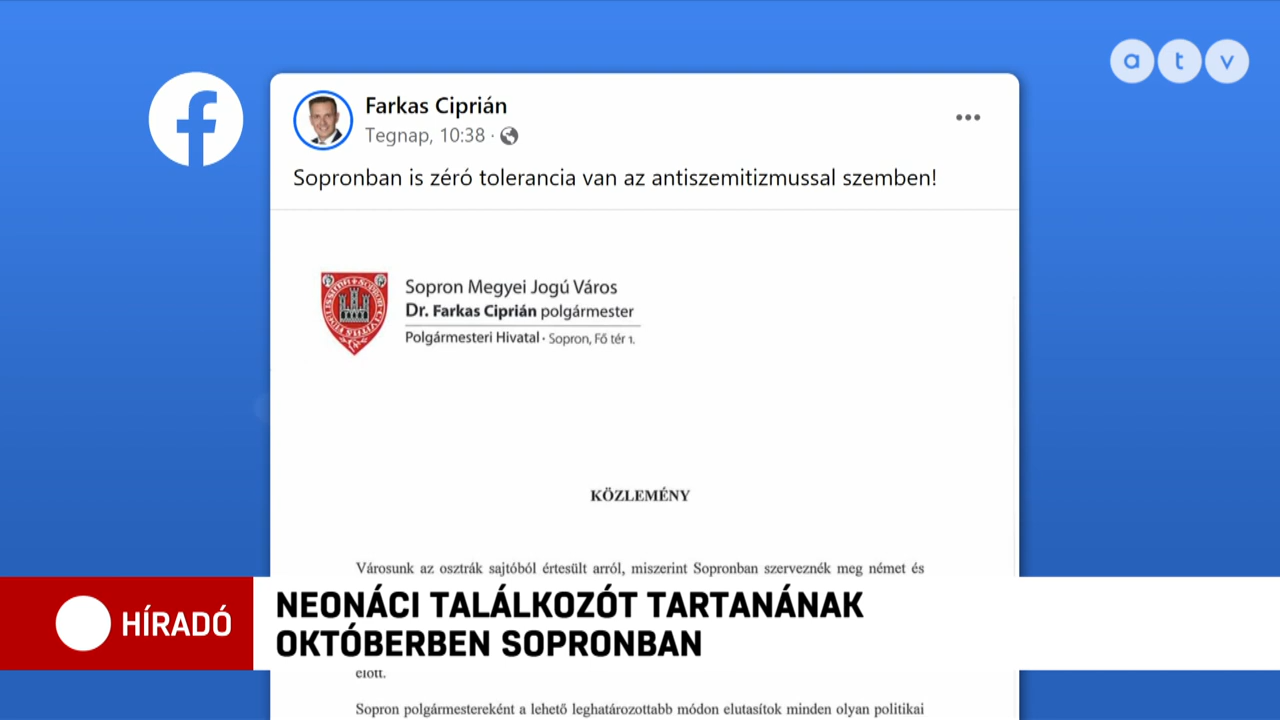 a t v
Farkas Ciprián
Tegnap, 10:38 ·
Sopronban is zéró tolerancia van az antiszemitizmussal szemben!
Sopron Megyei Jogú Város
Dr. Farkas Ciprián polgármester
Polgármesteri Hivatal · Sopron, Fő tér 1.
KÖZLEMÉNY
Városunk az osztrák sajtóból értesült arról, miszerint Sopronban szerveznék meg német és
HÍRADÓ
NEONÁCI TALÁLKOZÓT TARTANÁNAK
OKTÓBERBEN SOPRONBAN
előtt.
Sopron polgármestereként a lehető leghatározottabb módon elutasítok minden olyan politikai